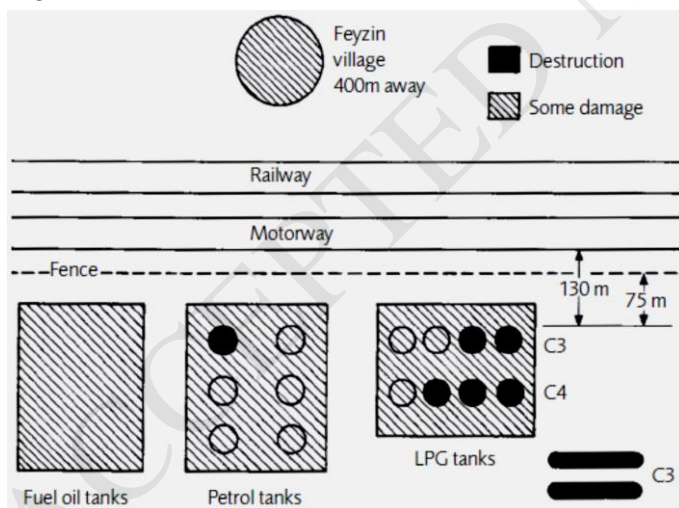 Feyzin
village
400m away
Destruction
Some damage
Railway
Motorway
Fence
130 m
75 m
C3
C4
LPG tanks
C3
Fuel oil tanks
Petrol tanks